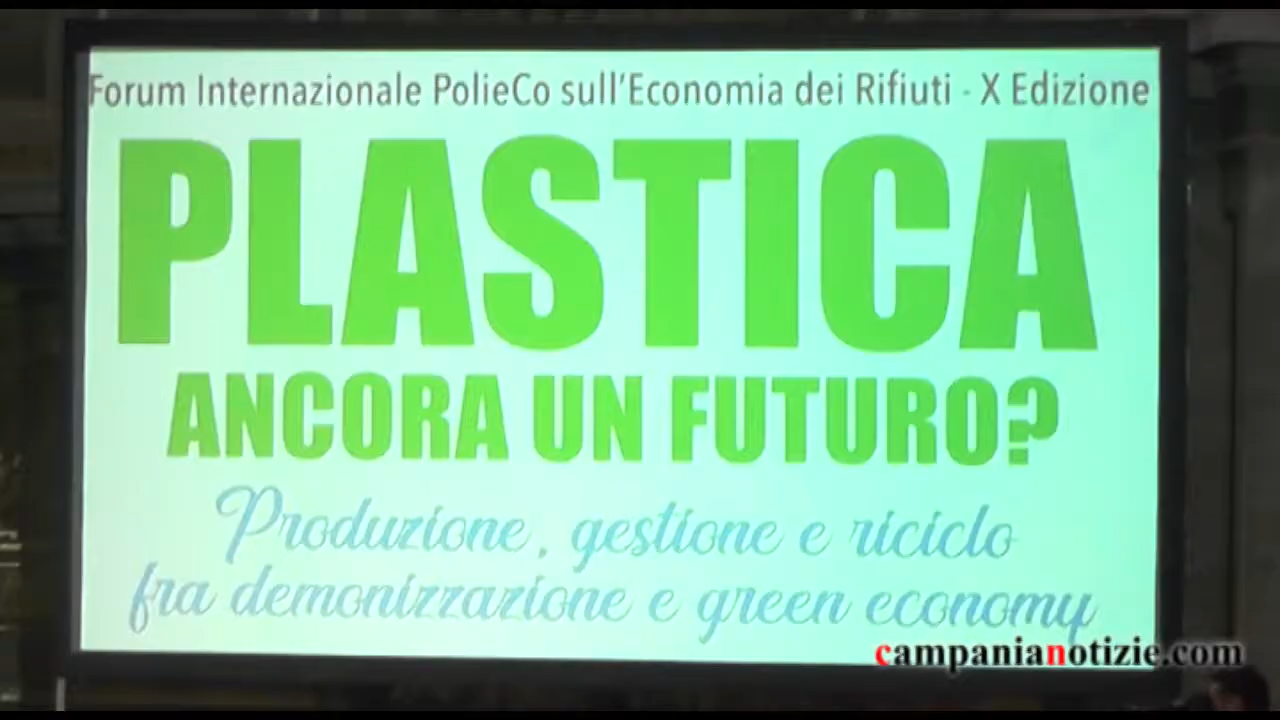 Forum Internazionale PolieCo sull'Economia dei Rifiuti - X Edizione
PLASTICA
ANCORA UN FUTURO?
Produzione, gestione e riciclo
fra demonizzazione e green economy
campanianotizie.com